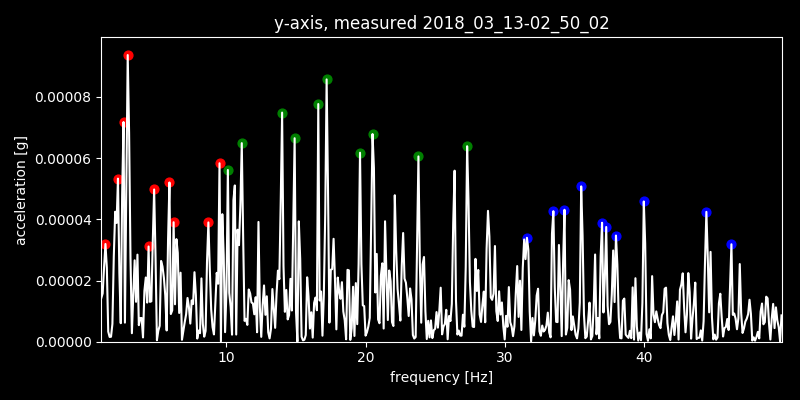 y-axis, measured 2018_03_13-02_50_02
acceleration [g]
0.00008
0.00006
0.00004
0.00002
0.00000
10 20 30 40
frequency [Hz]